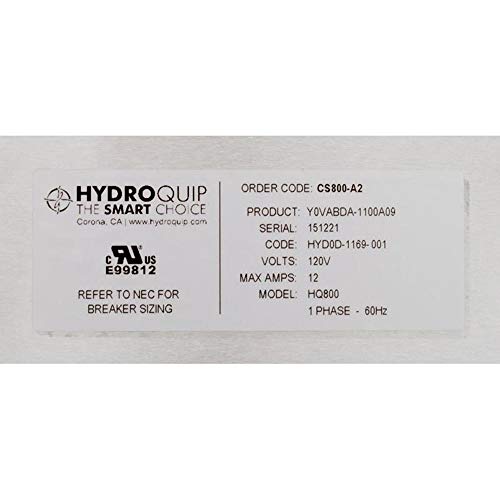 HYDROQUIP
THE SMART CHOICE
Corona, CA | www.hydroquip.com
C UR US
E99812
REFER TO NEC FOR
BREAKER SIZING
ORDER CODE: CS800-A2
PRODUCT: Y0VABDA-1100A09
SERIAL: 151221
CODE: HYD0D-1169-001
VOLTS: 120V
MAX AMPS: 12
MODEL: HQ800
1 PHASE - 60Hz